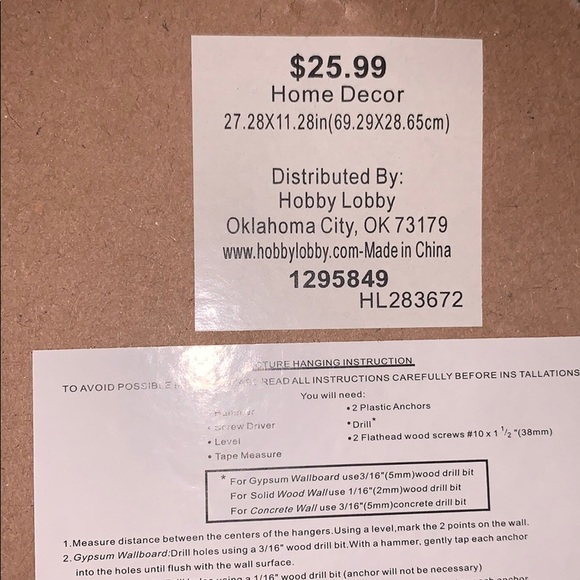 $25.99
Home Decor
27.28X11.28in(69.29X28.65cm)
Distributed By:
Hobby Lobby
Oklahoma City, OK 73179
www.hobbylobby.com-Made in China
1295849
HL283672
CTURE HANGING INSTRUCTION
TO AVOID POSSIBLE READ ALL INSTRUCTIONS CAREFULLY BEFORE INS TALLATIONS
You will need:
• 2 Plastic Anchors
• Screw Driver
• Drill*
• Level
• 2 Flathead wood screws #10 x 1 1/2 "(38mm)
• Tape Measure
* For Gypsum Wallboard use3/16"(5mm)wood drill bit
For Solid Wood Wall use 1/16"(2mm)wood drill bit
For Concrete Wall use 3/16"(5mm)concrete drill bit
1.Measure distance between the centers of the hangers.Using a level,mark the 2 points on the wall.
2. Gypsum Wallboard:Drill holes using a 3/16" wood drill bit.With a hammer, gently tap each anchor
into the holes until flush with the wall surface.
using a 1/16" wood drill bit (anchor will not be necessary)
anchor